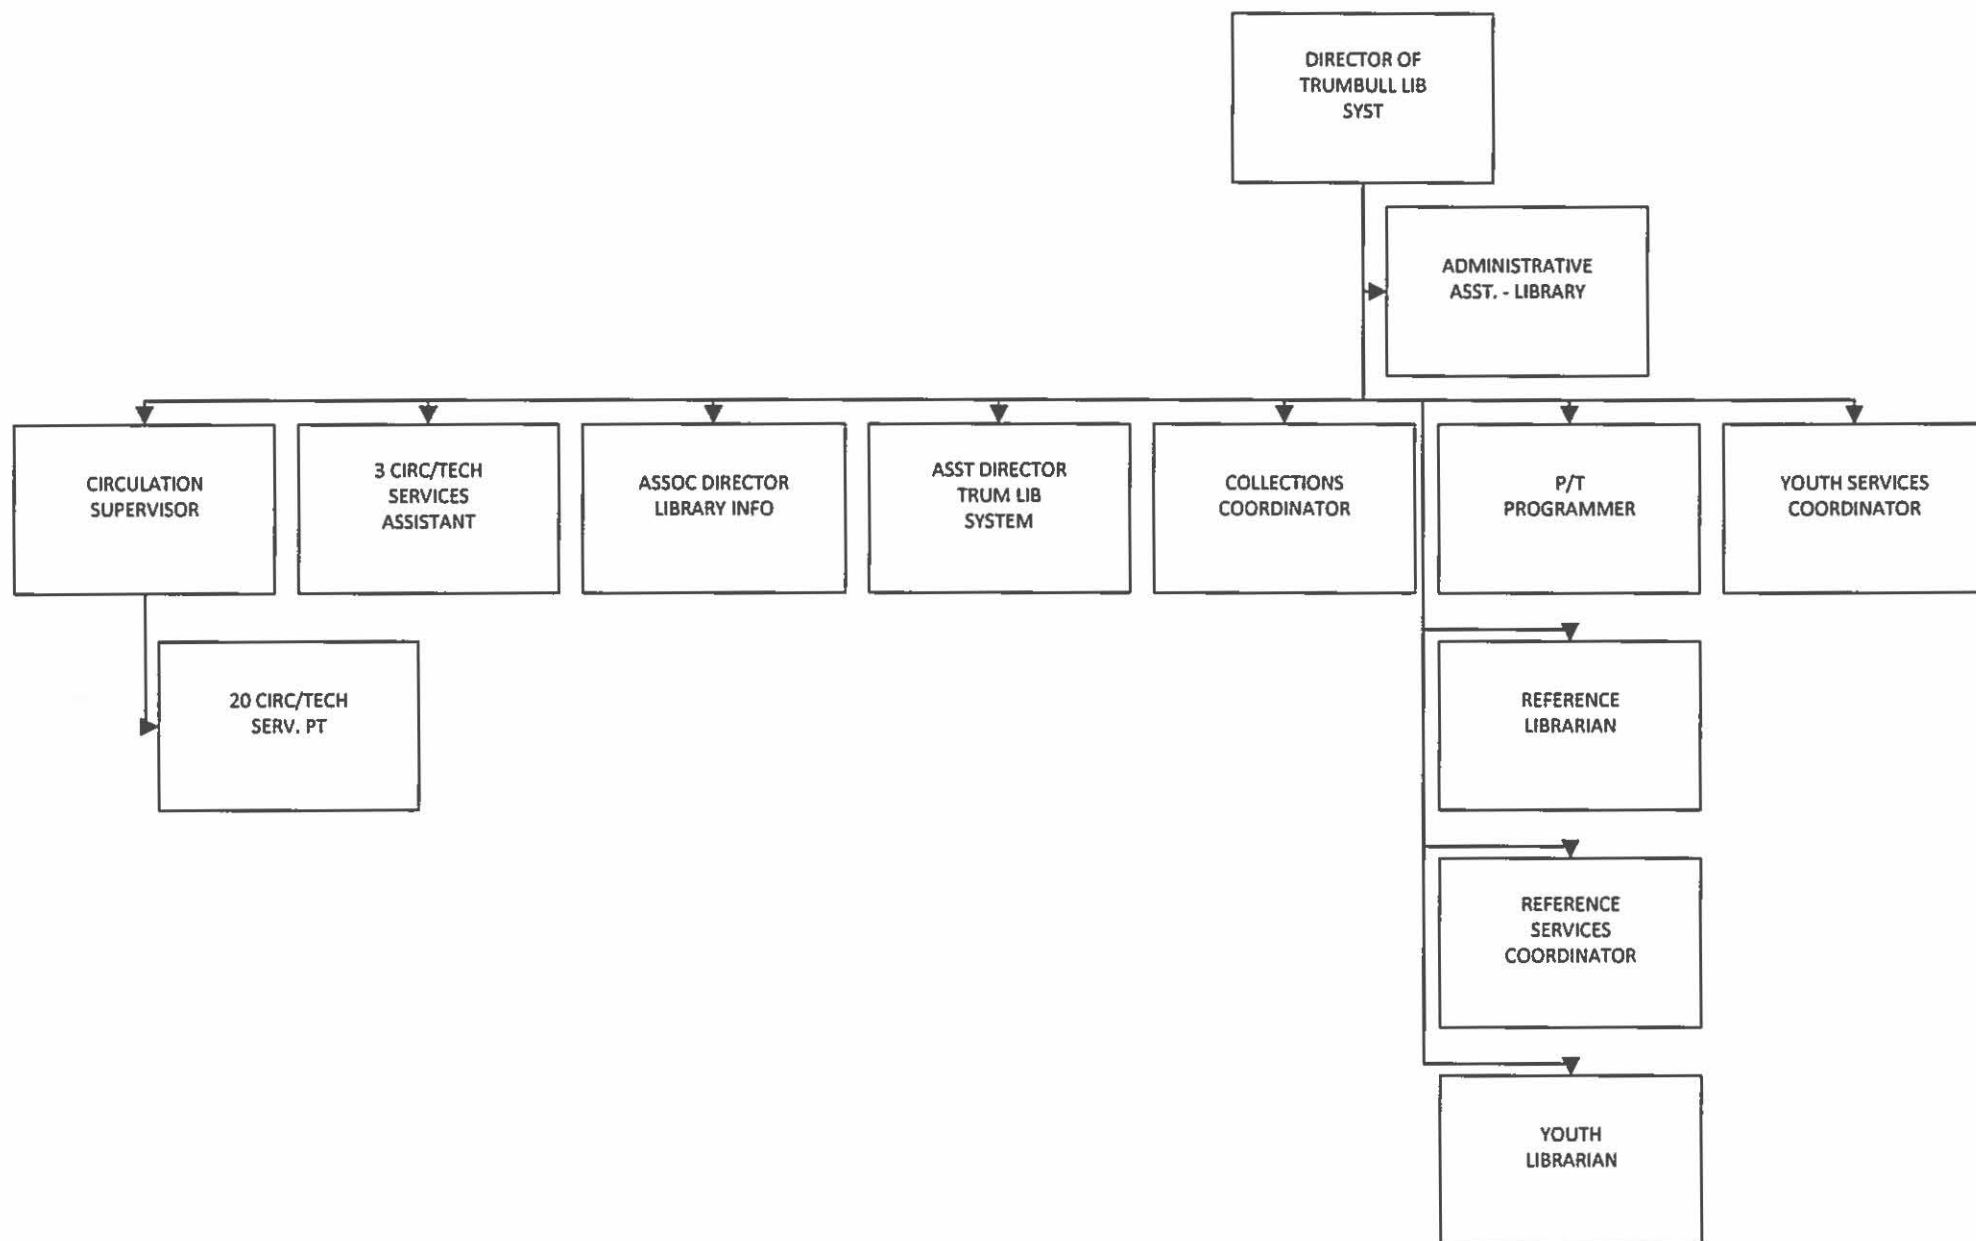 DIRECTOR OF
TRUMBULL LIB
SYST
ADMINISTRATIVE
ASST. - LIBRARY
CIRCULATION
SUPERVISOR
3 CIRC/TECH
SERVICES
ASSISTANT
ASSOC DIRECTOR
LIBRARY INFO
ASST DIRECTOR
TRUM LIB
SYSTEM
COLLECTIONS
COORDINATOR
P/T
PROGRAMMER
YOUTH SERVICES
COORDINATOR
20 CIRC/TECH
SERV. PT
REFERENCE
LIBRARIAN
REFERENCE
SERVICES
COORDINATOR
YOUTH
LIBRARIAN